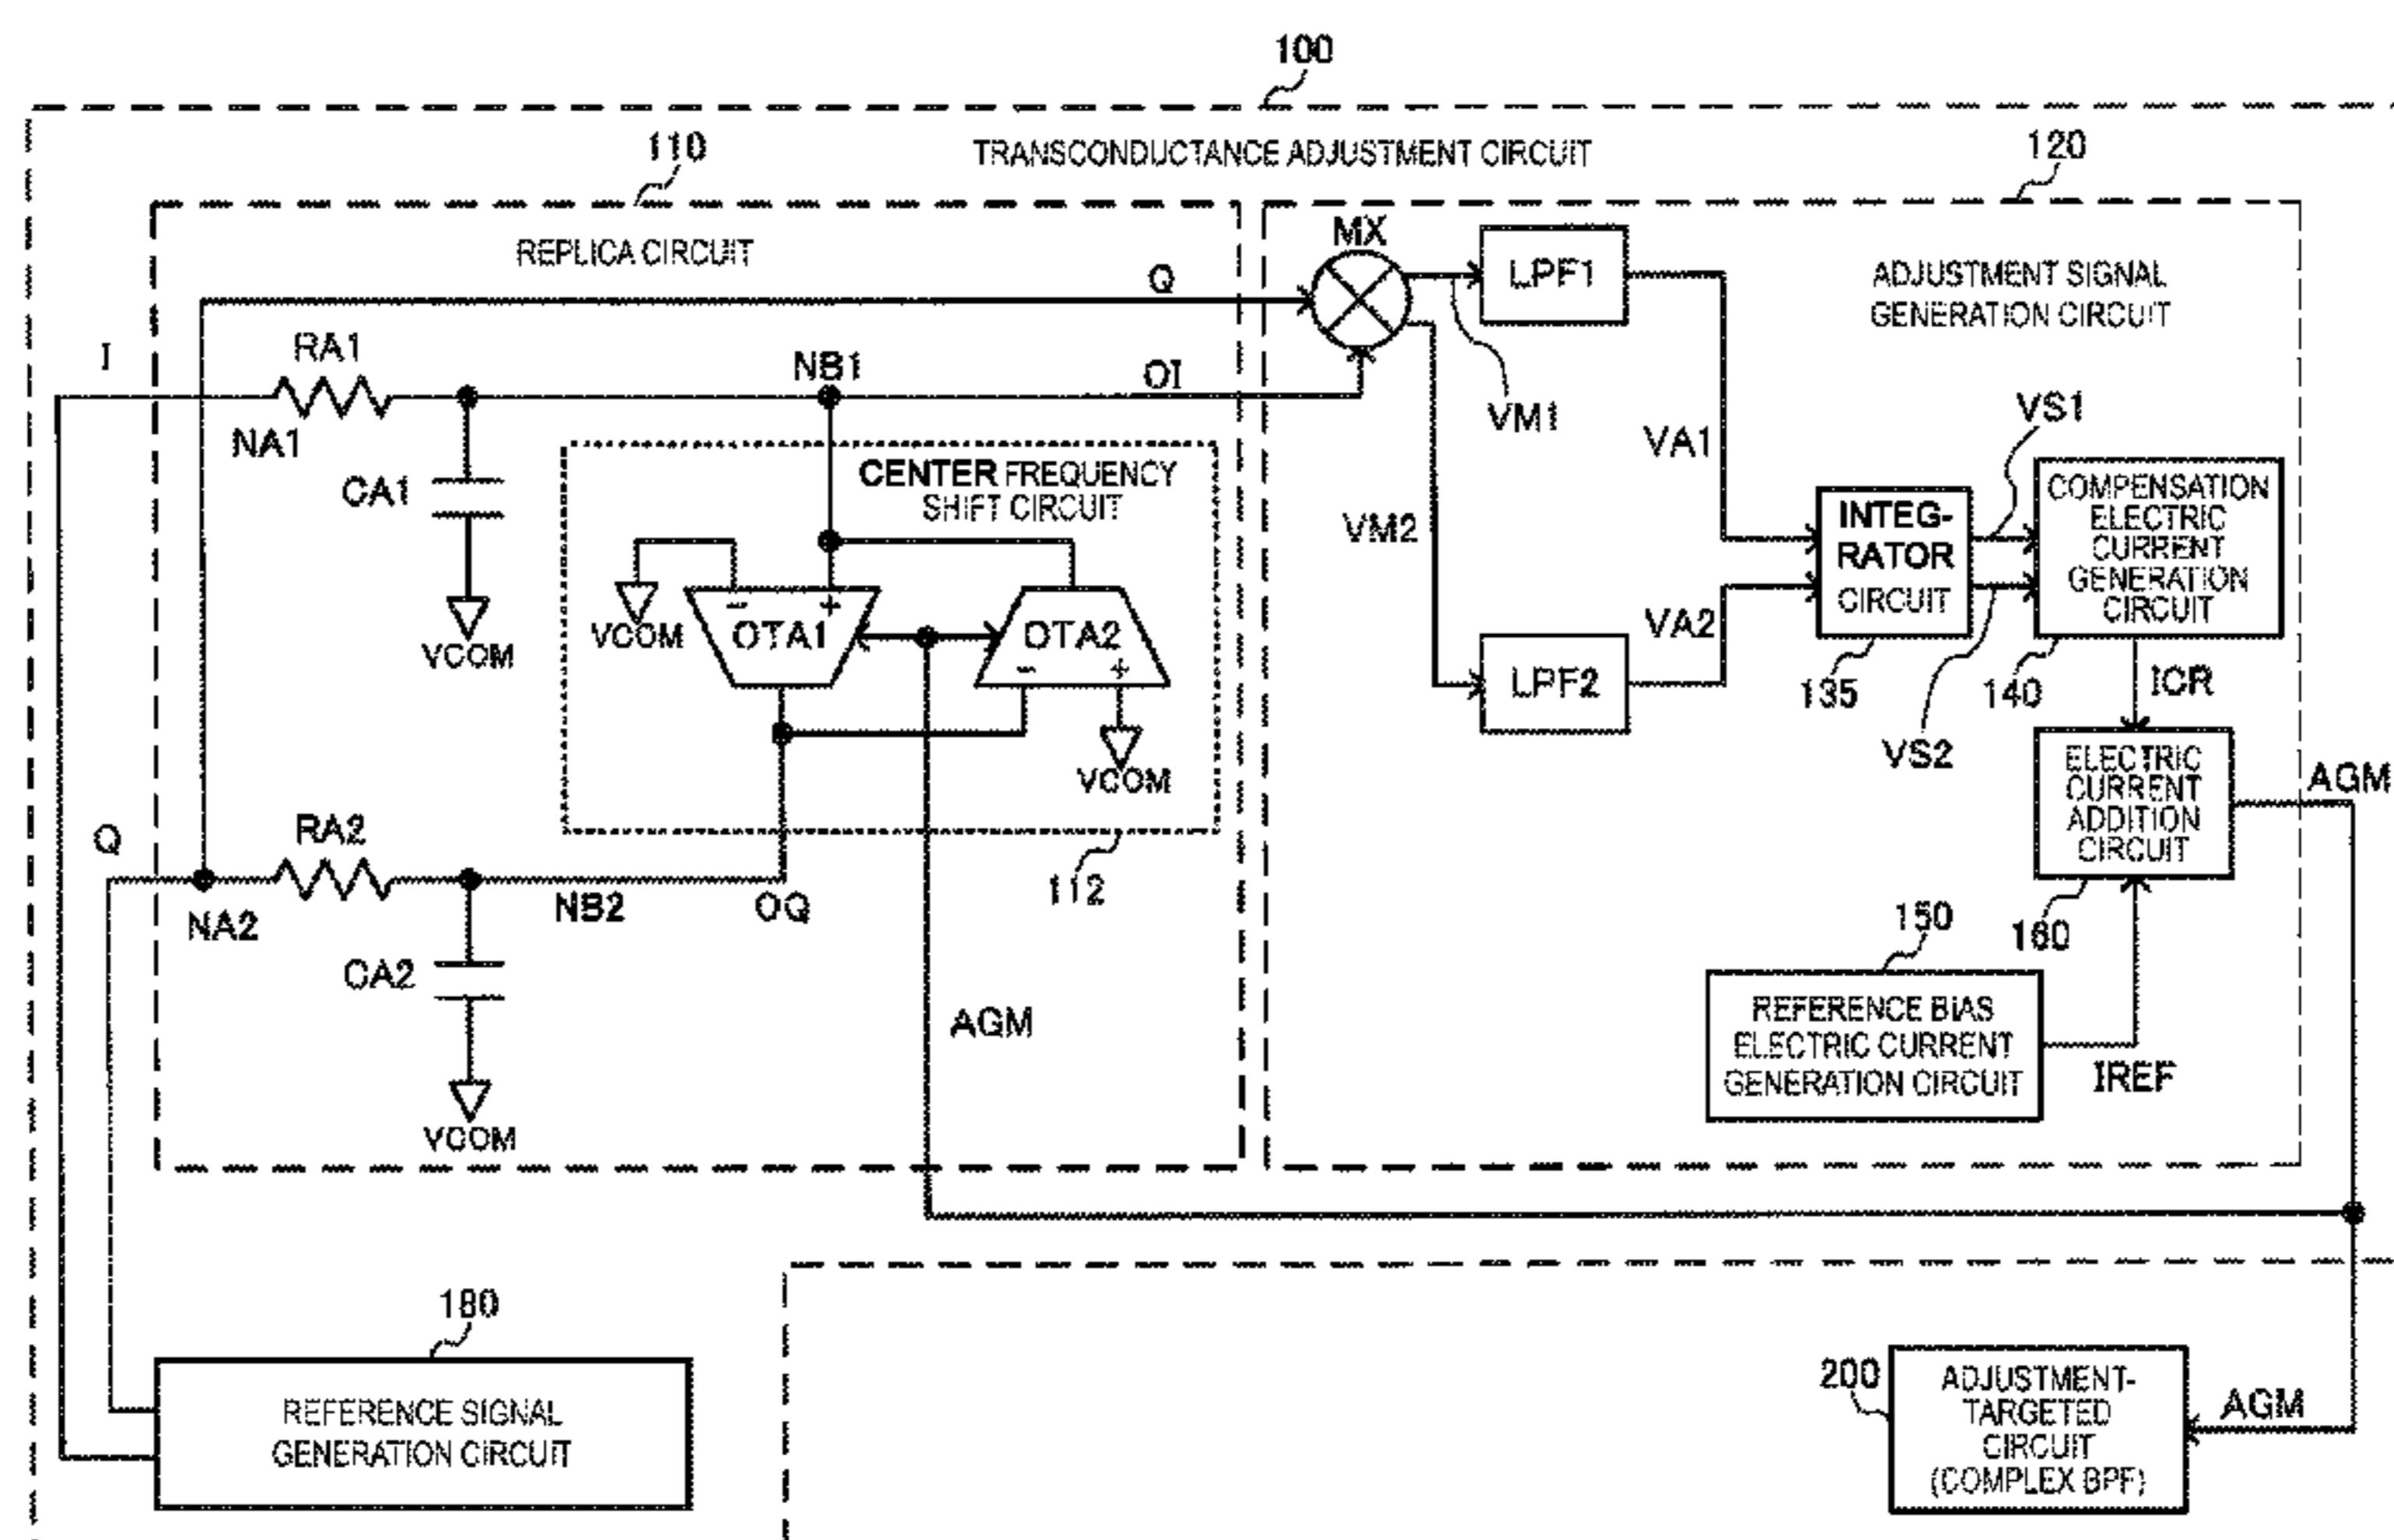 100
TRANSCONDUCTANCE ADJUSTMENT CIRCUIT
110
120
REPLICA CIRCUIT
MX
LPF1
ADJUSTMENT SIGNAL
GENERATION CIRCUIT
Q
I
RA1
NB1
OI
VM1
VS1
NA1
CA1
CENTER FREQUENCY
SHIFT CIRCUIT
VA1
VM2
INTEG-
RATOR
CIRCUIT
COMPENSATION
ELECTRIC
CURRENT
GENERATION
CIRCUIT
VCOM
- +
OTA1
OTA2
- +
VCOM
VA2
LPF2
135
140
ICR
VS2
VCOM
ELECTRIC
CURRENT
ADDITION
CIRCUIT
AGM
Q
RA2
112
NA2
NB2
OQ
150
160
CA2
REFERENCE BIAS
ELECTRIC CURRENT
GENERATION CIRCUIT
IREF
AGM
VCOM
180
REFERENCE SIGNAL
GENERATION CIRCUIT
200
ADJUSTMENT-
TARGETED
CIRCUIT
(COMPLEX BPF)
AGM